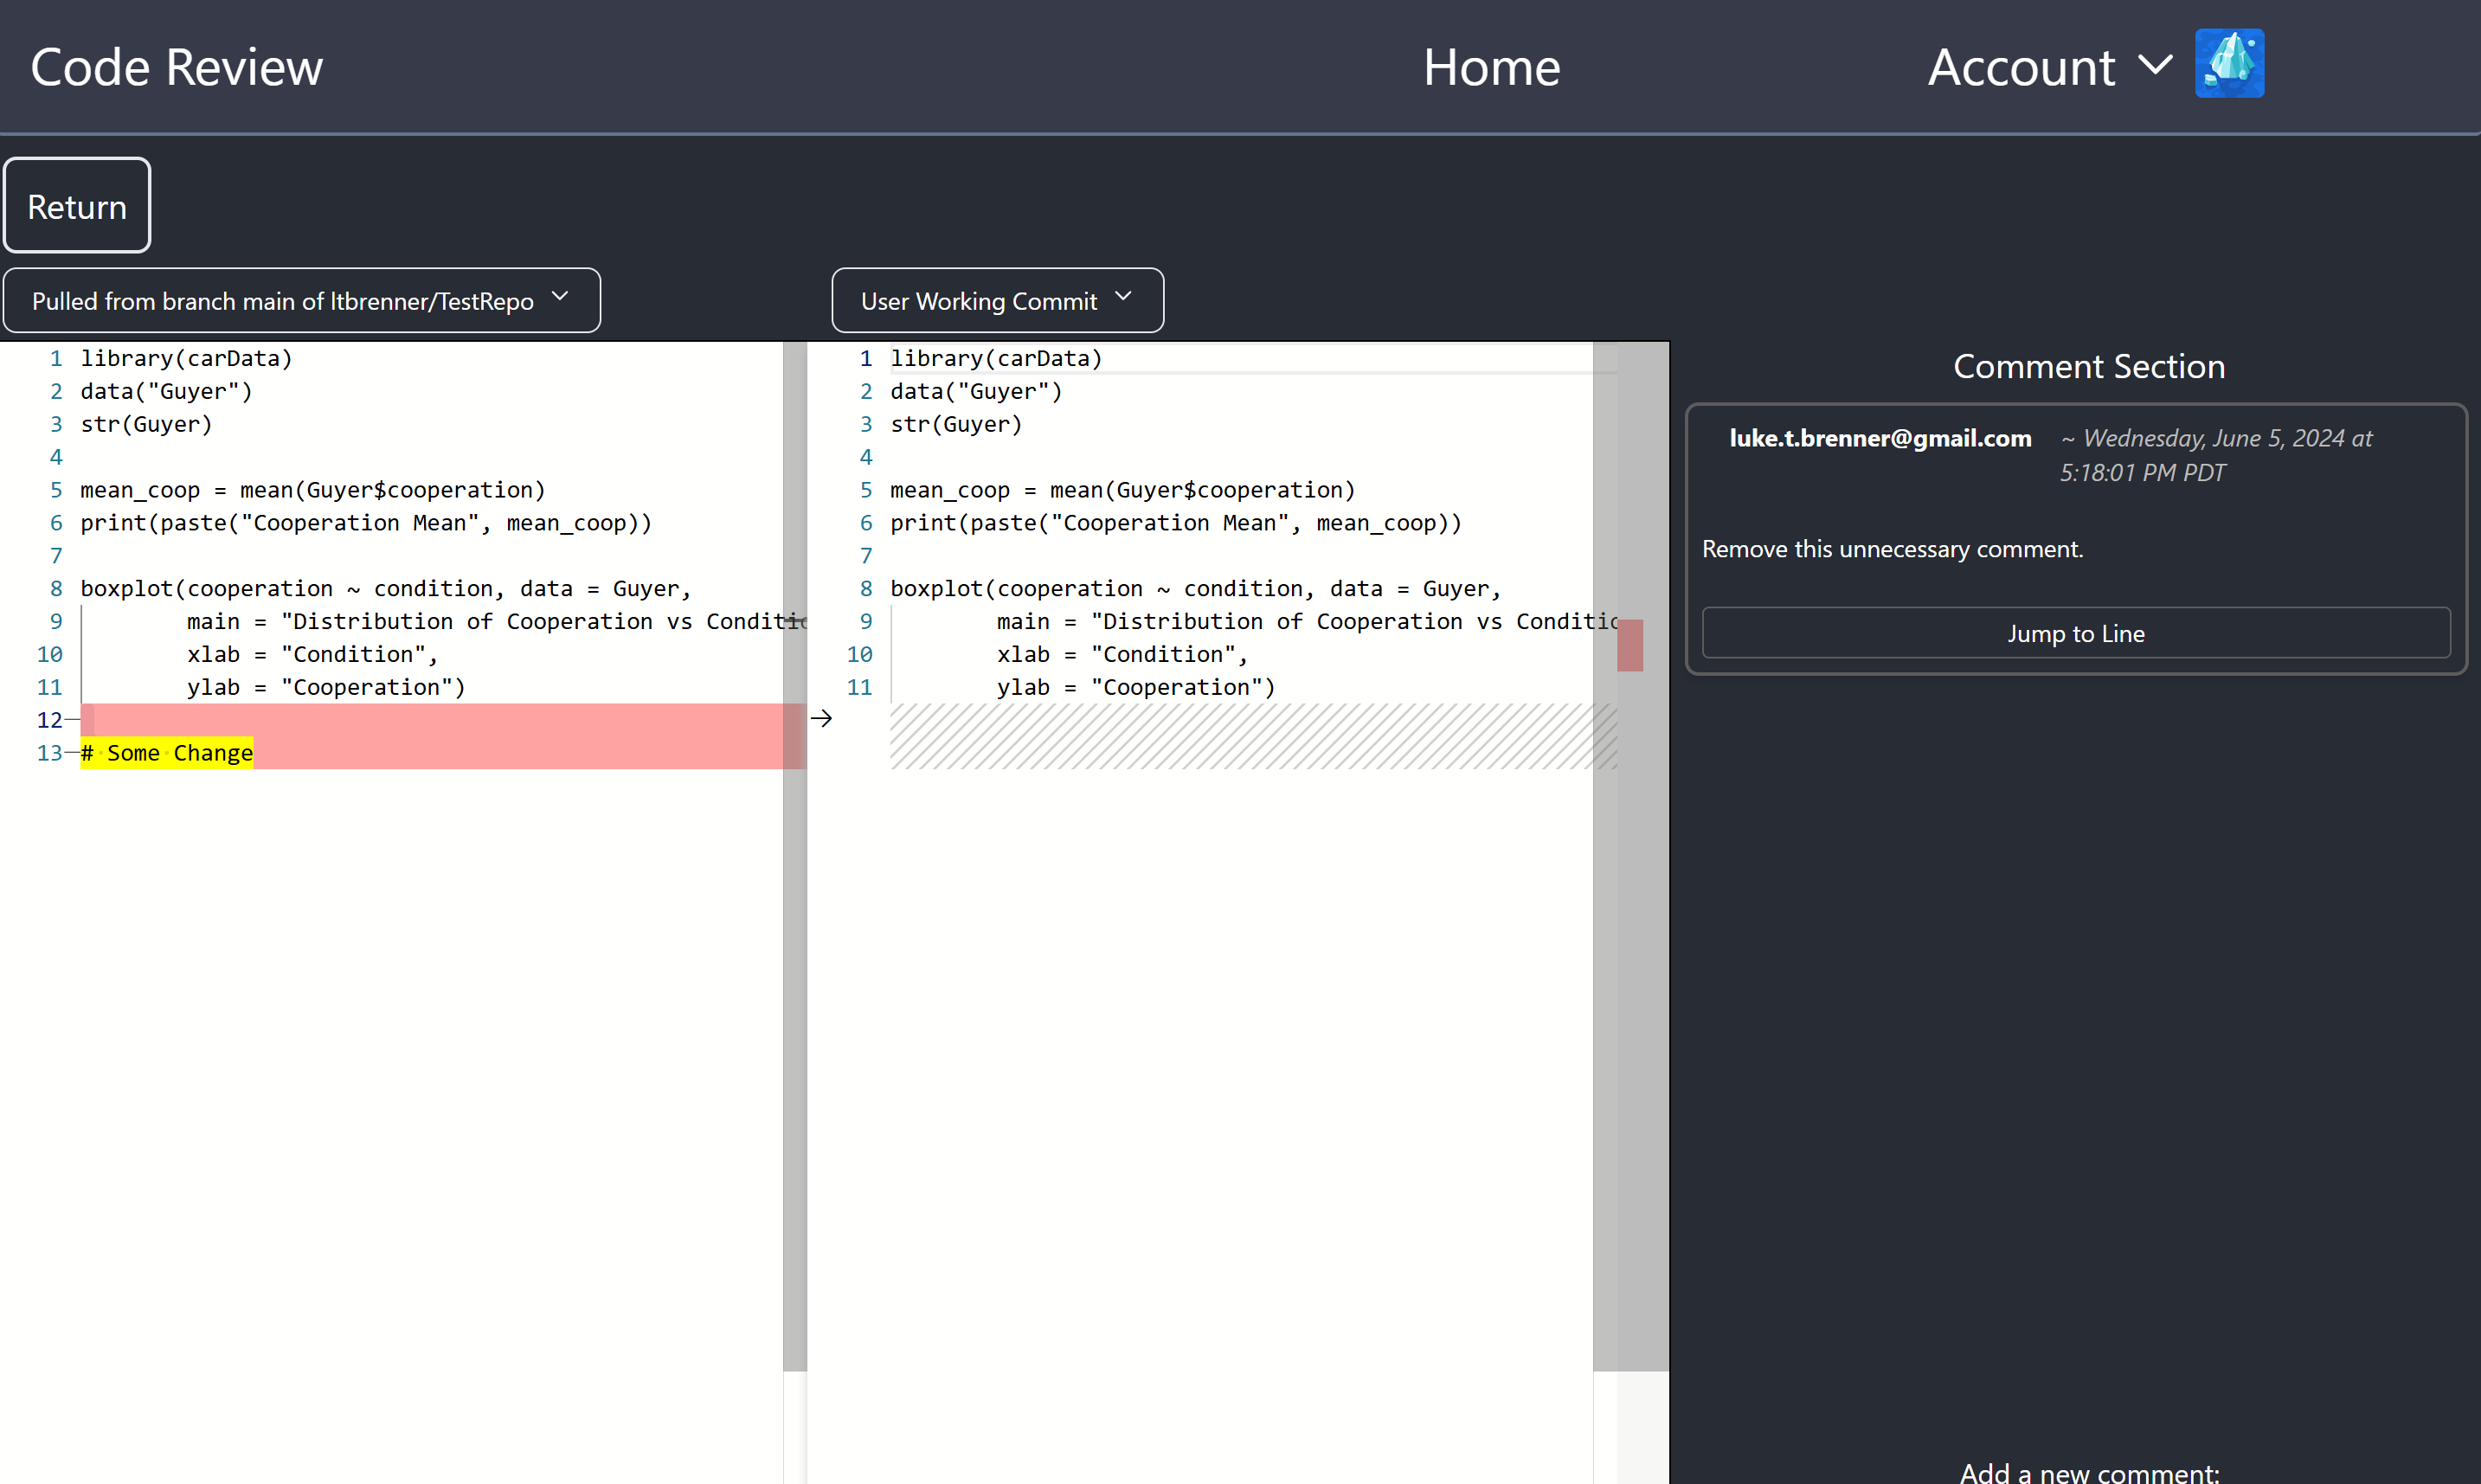 Code Review
Home
Account
Return
Pulled from branch main of ltbrenner/TestRepo
User Working Commit
1 library(carData)
2 data("Guyer")
3 str(Guyer)
4
5 mean_coop = mean(Guyer$cooperation)
6 print(paste("Cooperation Mean", mean_coop))
7
8 boxplot(cooperation ~ condition, data = Guyer,
9 main = "Distribution of Cooperation vs
10 xlab = "Condition",
11 ylab = "Cooperation")
12
13 # Some Change
1 library(carData)
2 data("Guyer")
3 str(Guyer)
4
5 mean_coop = mean(Guyer$cooperation)
6 print(paste("Cooperation Mean", mean_coop))
7
8 boxplot(cooperation ~ condition, data = Guyer,
9 main = "Distribution of Cooperation vs
10 xlab = "Condition",
11 ylab = "Cooperation")
Comment Section
luke.t.brenner@gmail.com
~ Wednesday, June 5, 2024 at
5:18:01 PM PDT
Remove this unnecessary comment.
Jump to Line
Add a new comment: